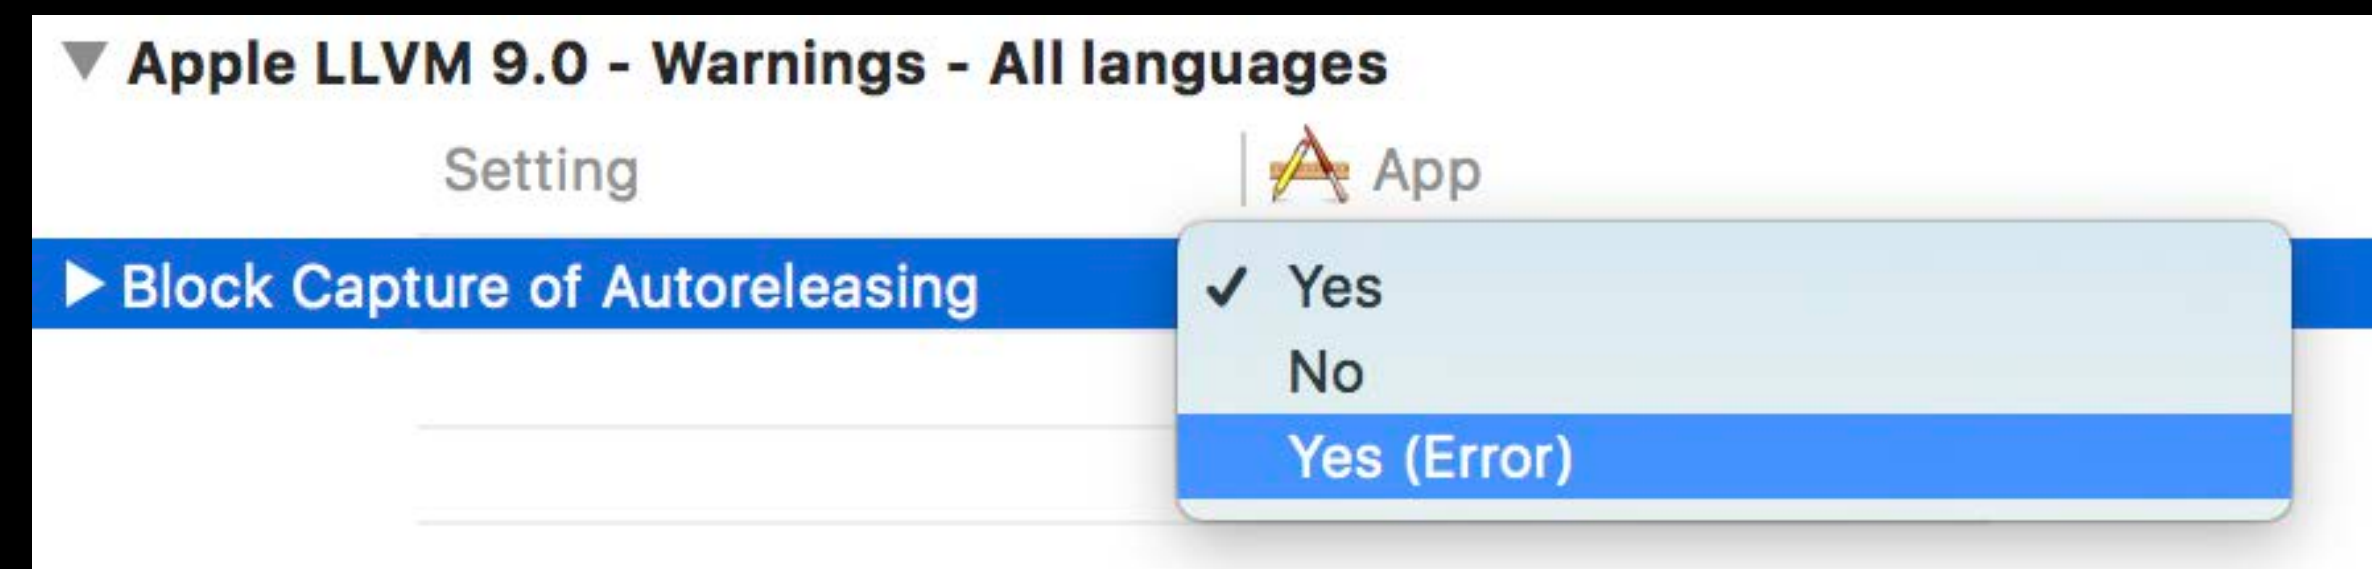 Apple LLVM 9.0 - Warnings - All languages
Setting App
Block Capture of Autoreleasing Yes
No
Yes (Error)